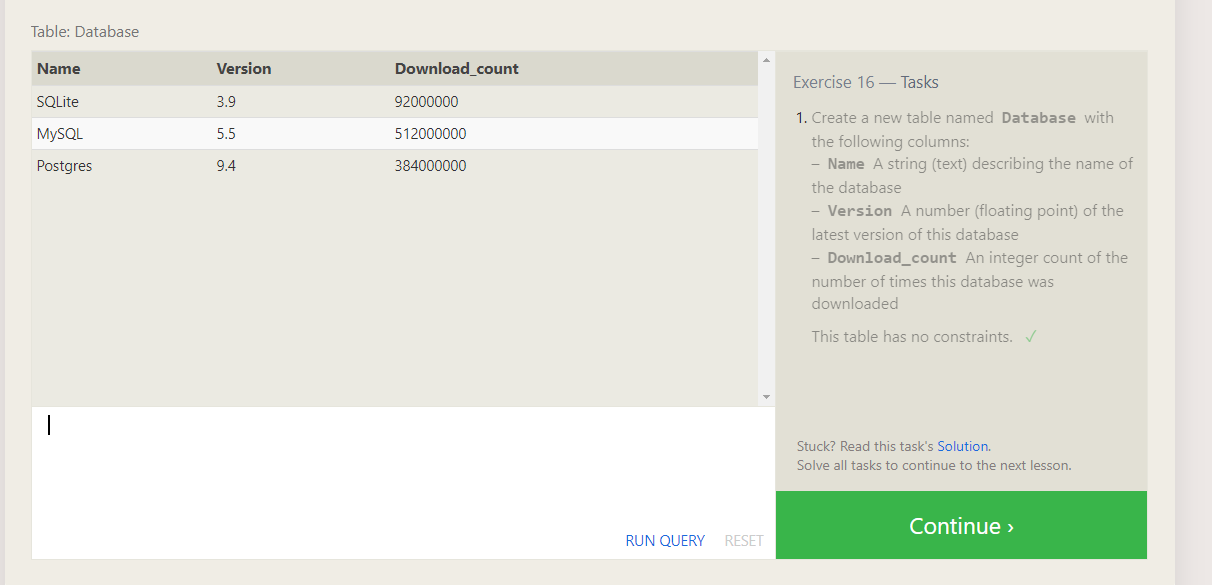 Table: Database
Name Version Download_count
SQLite 3.9 92000000
MySQL 5.5 512000000
Postgres 9.4 384000000
RUN QUERY RESET
Exercise 16 — Tasks
1. Create a new table named Database with
the following columns:
– Name A string (text) describing the name of
the database
– Version A number (floating point) of the
latest version of this database
– Download_count An integer count of the
number of times this database was
downloaded
This table has no constraints. ✓
Stuck? Read this task's Solution.
Solve all tasks to continue to the next lesson.
Continue ›